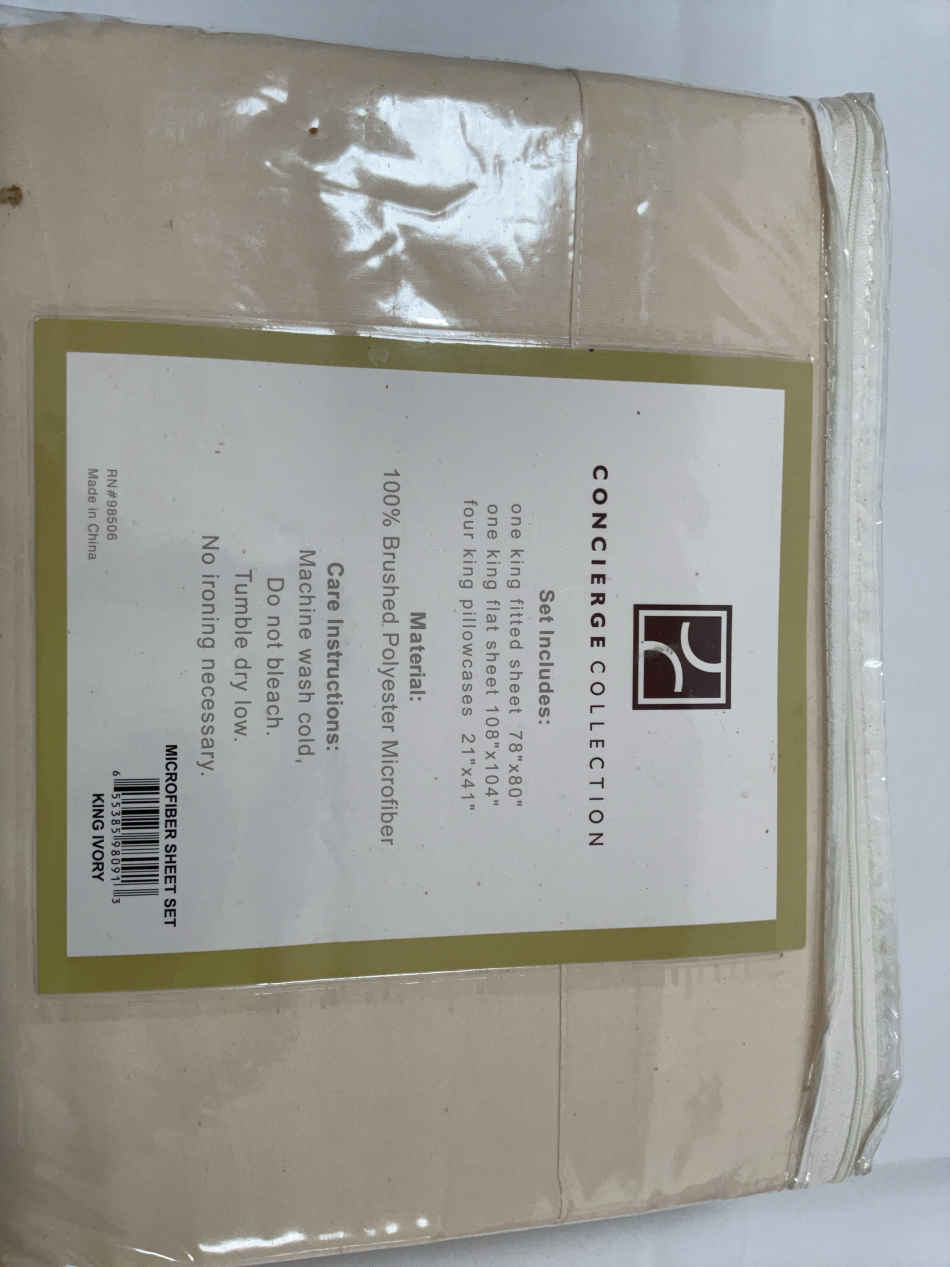 CONCIERGE COLLECTION
Set Includes:
one king fitted sheet 78"x80"
one king flat sheet 108"x104"
four king pillowcases 21"x41"
Material:
100% Brushed Polyester Microfiber
Care Instructions:
Machine wash cold,
Do not bleach.
Tumble dry low.
No ironing necessary.
MICROFIBER SHEET SET
6 55385 98091 3
KING IVORY
RN#98506
Made in China